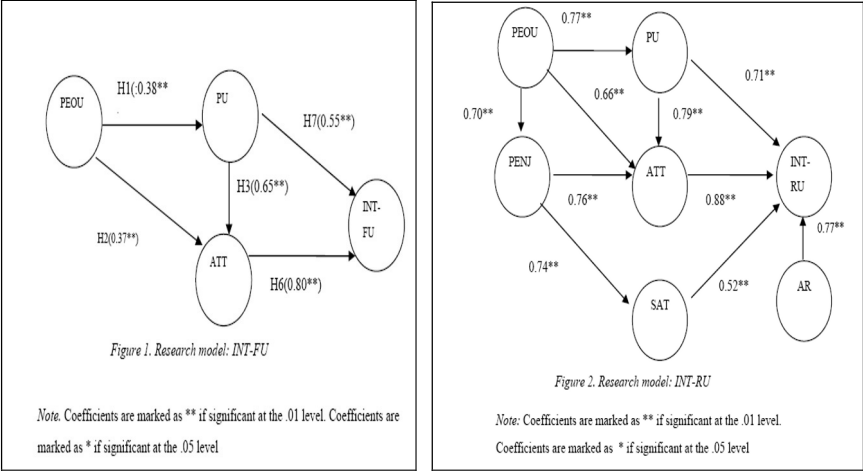 PEOU
H1(:0.38**
PU
H7(0.55**)
H3(0.65**)
H2(0.37**)
INT-
FU
ATT
H6(0.80**)
Figure 1. Research model: INT-FU
Note. Coefficients are marked as ** if significant at the .01 level. Coefficients are
marked as * if significant at the .05 level
0.77**
PEOU
PU
0.71**
0.66**
0.70**
0.79**
PENJ
ATT
INT-
RU
0.76**
0.88**
0.77**
0.74**
0.52**
SAT
AR
Figure 2. Research model: INT-RU
Note: Coefficients are marked as ** if significant at the .01 level.
Coefficients are marked as * if significant at the .05 level